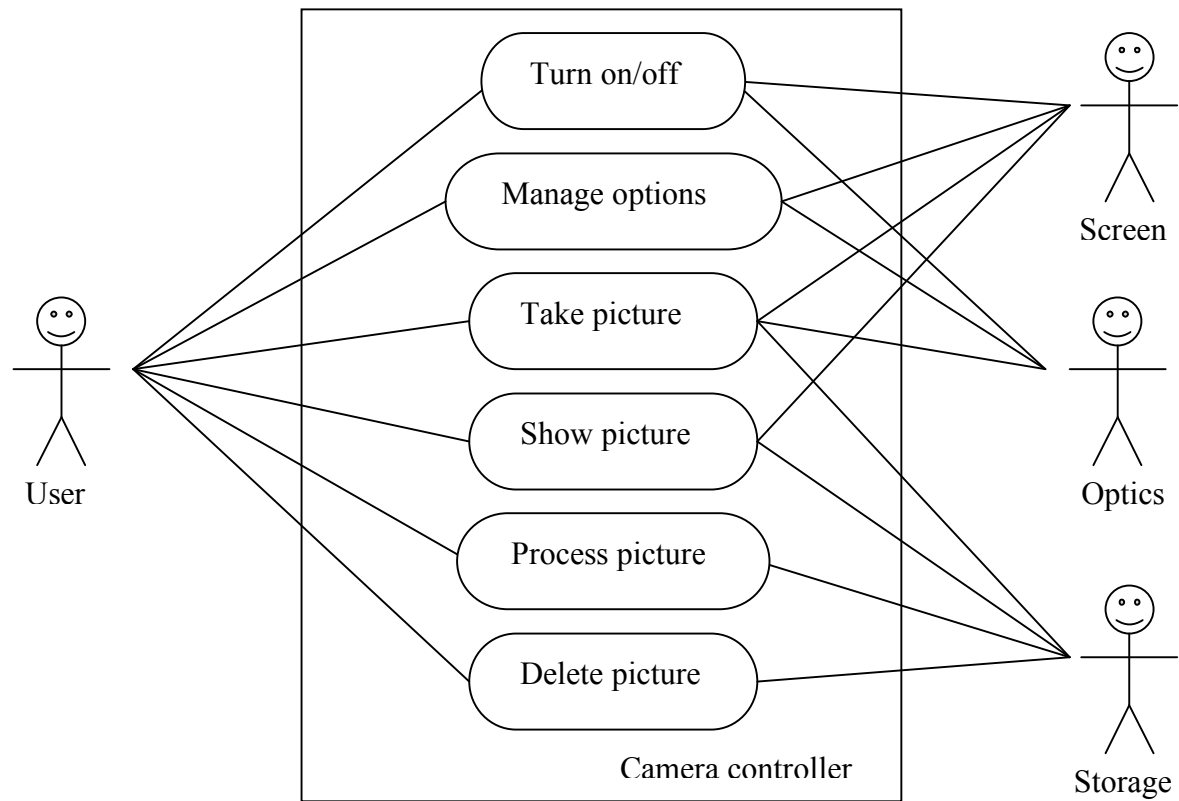 Turn on/off
Manage options
Take picture
Show picture
Process picture
Delete picture
Camera controller
User
Screen
Optics
Storage